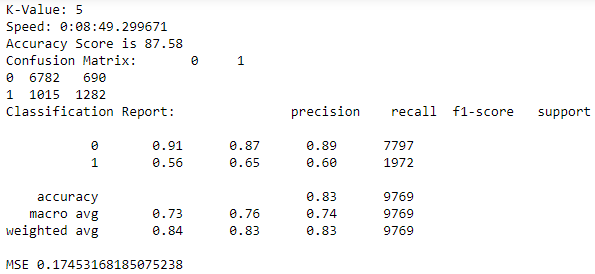 K-Value: 5
Speed: 0:08:49.299671
Accuracy Score is 87.58
Confusion Matrix:        0     1
0  6782   690
1  1015  1282
Classification Report:               precision    recall  f1-score   support

           0       0.91      0.87      0.89      7797
           1       0.56      0.65      0.60      1972

    accuracy                           0.83      9769
   macro avg       0.73      0.76      0.74      9769
weighted avg       0.84      0.83      0.83      9769

MSE 0.17453168185075238